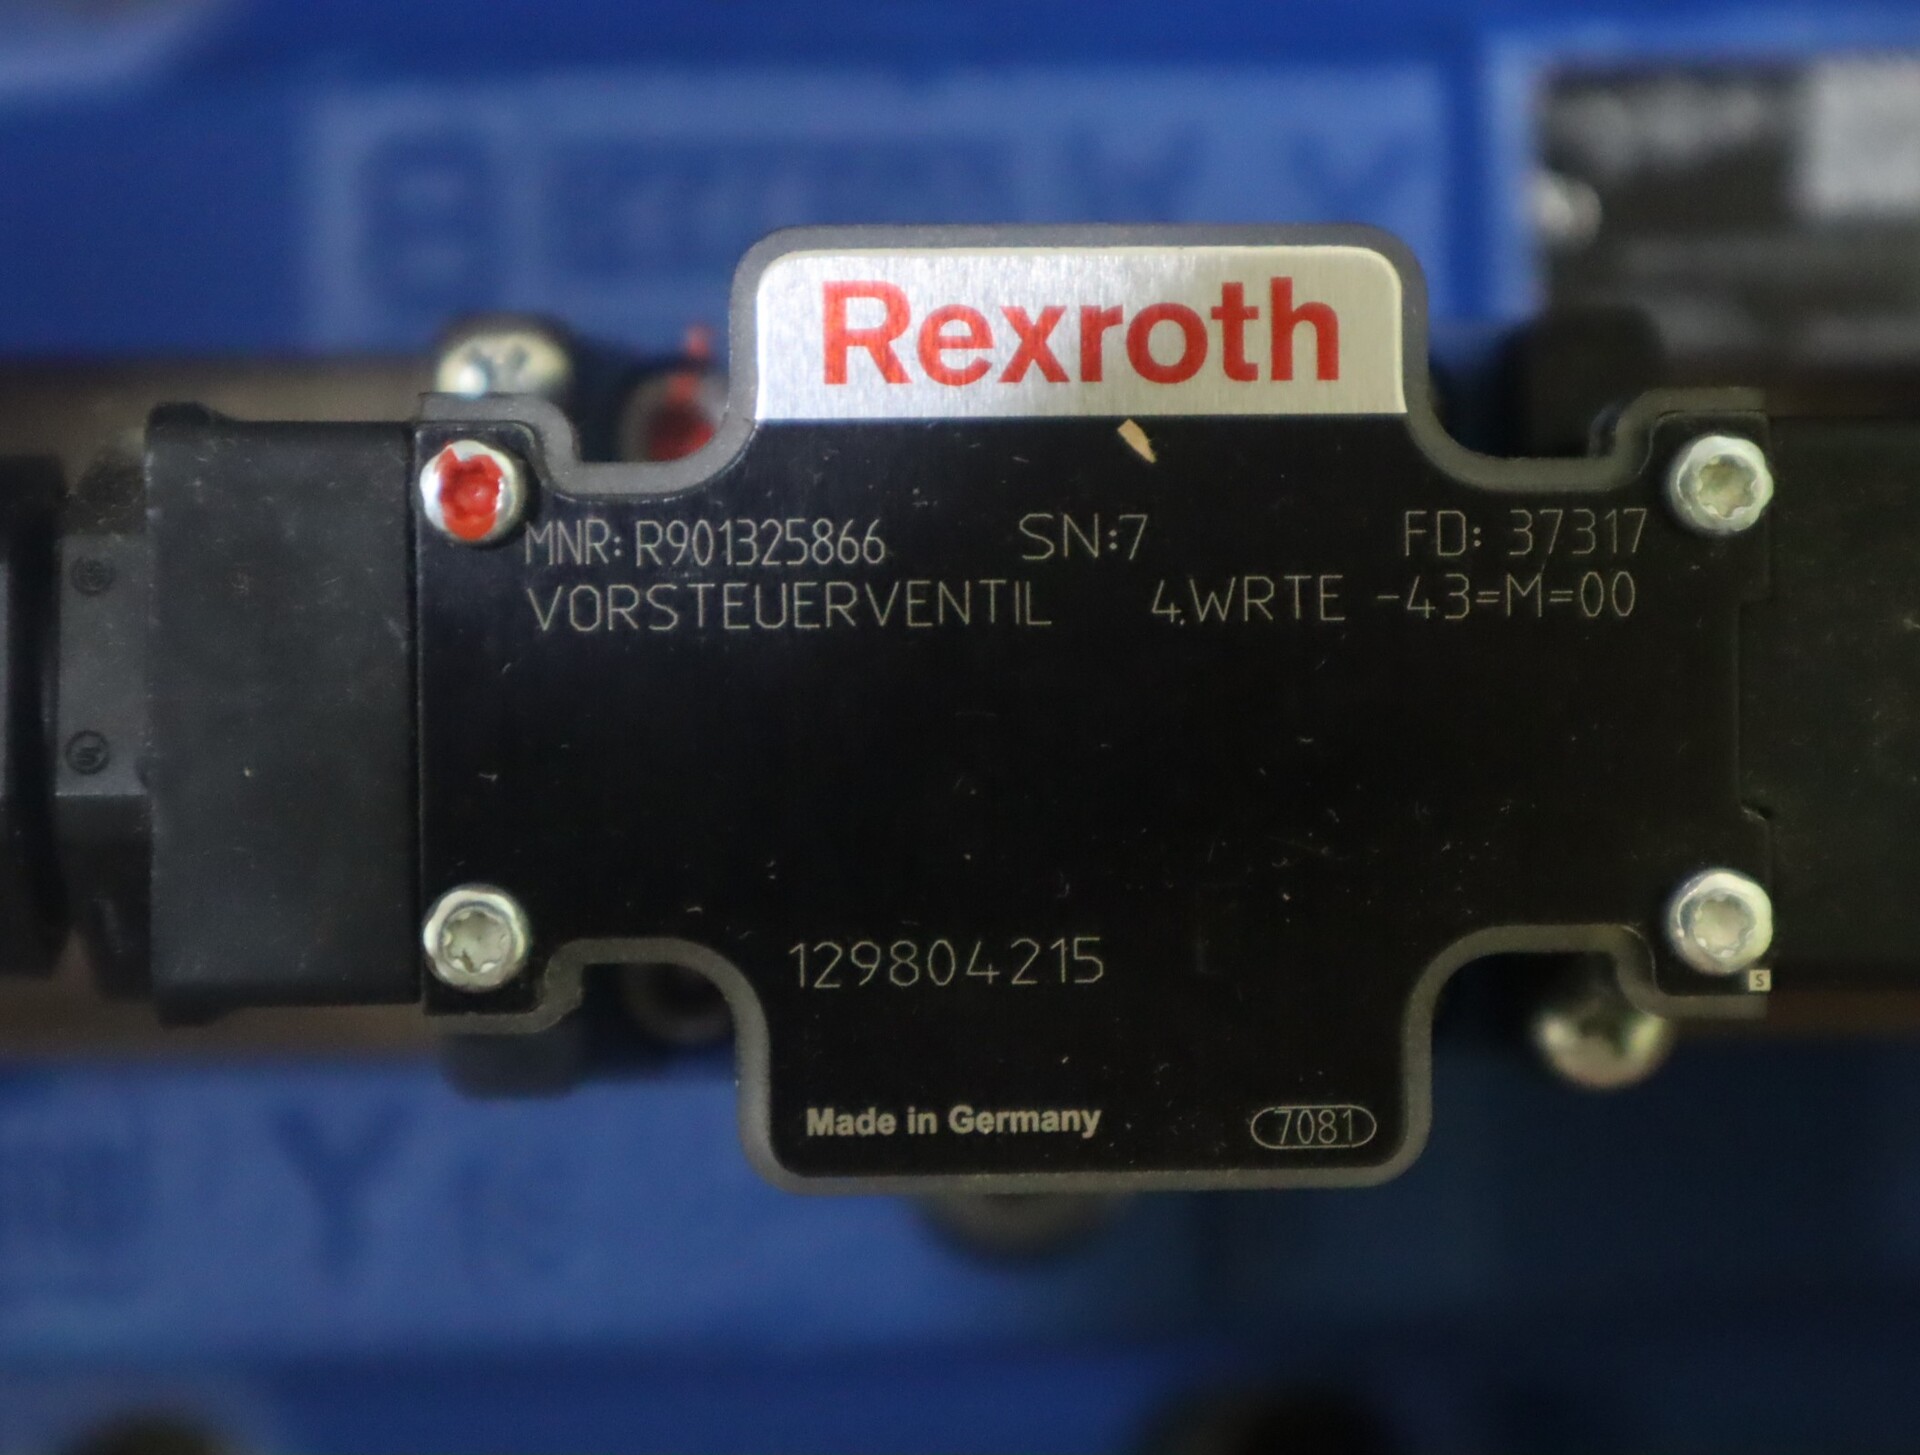 Rexroth
MNR: R901325866 SN:7 FD: 37317
VORSTEUERVENTIL 4.WRTE -43=M=00
129804215
S
Made in Germany 7081
Y